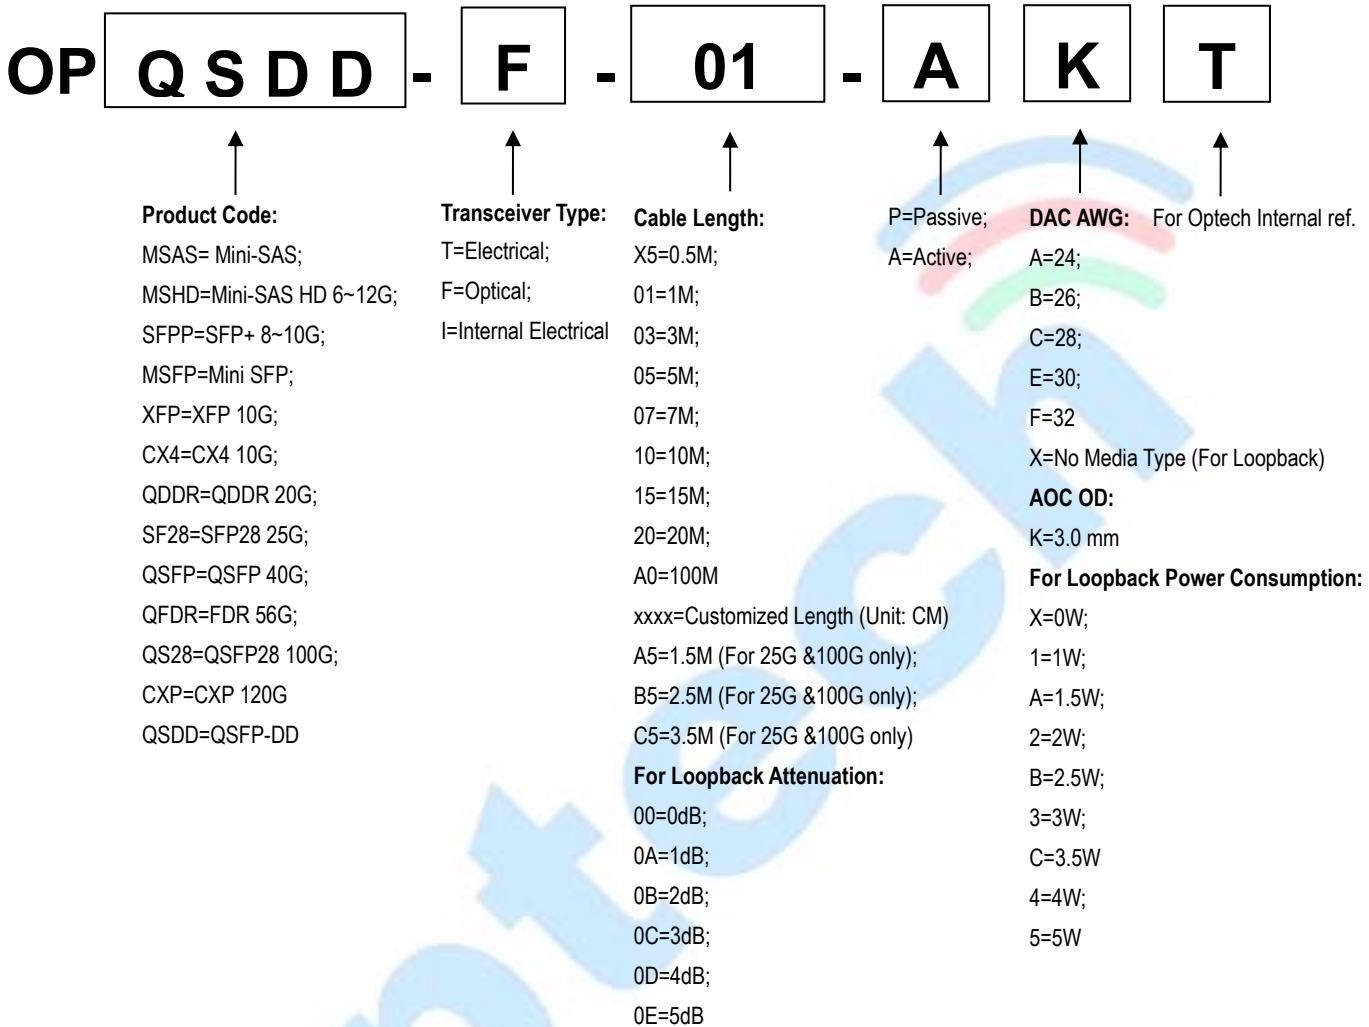 OP QSDD - F - 01 - A K T
Product Code:
MSAS= Mini-SAS;
MSHD=Mini-SAS HD 6~12G;
SFPP=SFP+ 8~10G;
MSFP=Mini SFP;
XFP=XFP 10G;
CX4=CX4 10G;
QDDR=QDDR 20G;
SF28=SFP28 25G;
QSFP=QSFP 40G;
QFDR=FDR 56G;
QS28=QSFP28 100G;
CXP=CXP 120G
QSDD=QSFP-DD
Transceiver Type:
T=Electrical;
F=Optical;
I=Internal Electrical
Cable Length:
X5=0.5M;
01=1M;
03=3M;
05=5M;
07=7M;
10=10M;
15=15M;
20=20M;
A0=100M
xxxx=Customized Length (Unit: CM)
A5=1.5M (For 25G &100G only);
B5=2.5M (For 25G &100G only);
C5=3.5M (For 25G &100G only)
For Loopback Attenuation:
00=0dB;
0A=1dB;
0B=2dB;
0C=3dB;
0D=4dB;
0E=5dB
P=Passive;
A=Active;
DAC AWG:
A=24;
B=26;
C=28;
E=30;
F=32
X=No Media Type (For Loopback)
AOC OD:
K=3.0 mm
For Loopback Power Consumption:
X=0W;
1=1W;
A=1.5W;
2=2W;
B=2.5W;
3=3W;
C=3.5W
4=4W;
5=5W
For Optech Internal ref.
ptech